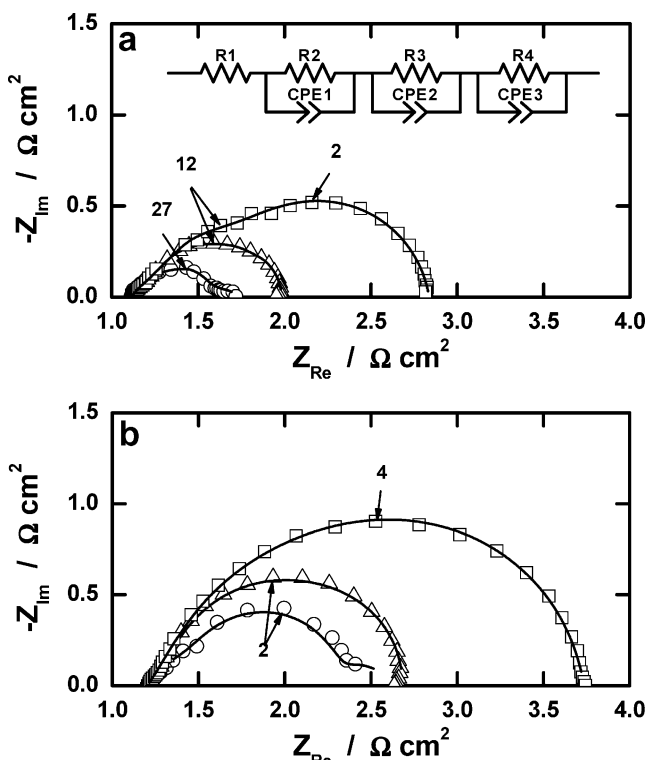 a
R1 R2 R3 R4
CPE1 CPE2 CPE3
1.5
1.0
0.5
0.0
-Z_Im / Ω cm²
2
12
27
1.0 1.5 2.0 2.5 3.0 3.5 4.0
Z_Re / Ω cm²
b
1.5
1.0
0.5
0.0
-Z_Im / Ω cm²
4
2
1.0 1.5 2.0 2.5 3.0 3.5 4.0
Z_Re / Ω cm²